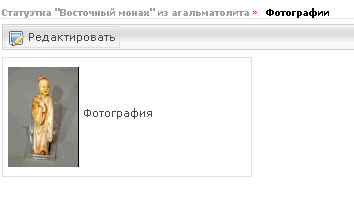 Статуэтка "Восточный монах" из агальматолита » Фотографии
Редактировать
Фотография